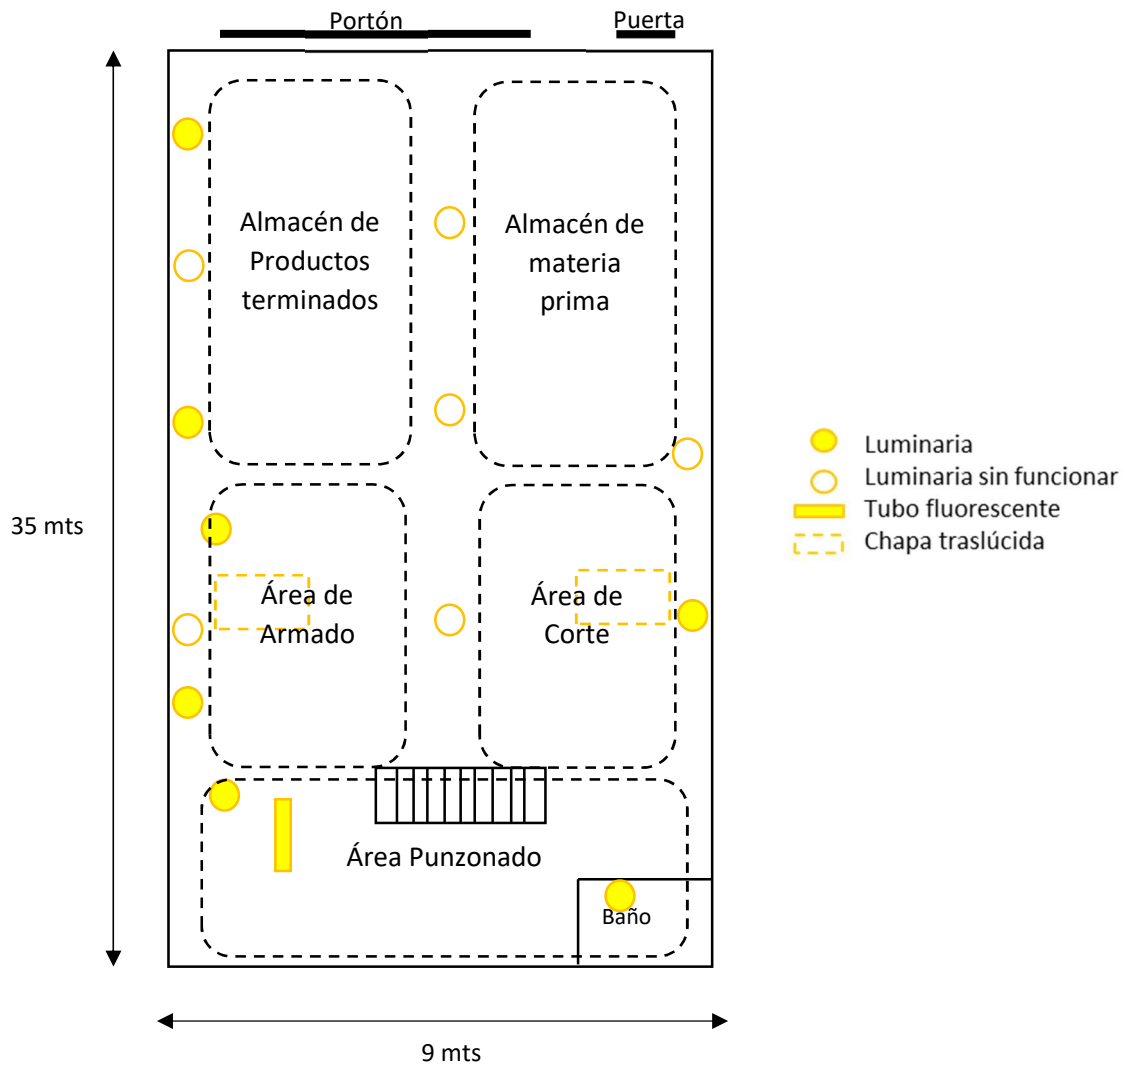 Portón
Puerta
Almacén de
Productos
terminados
Almacén de
materia
prima
35 mts
Área de
Armado
Área de
Corte
Área Punzonado
Baño
9 mts
Luminaria
Luminaria sin funcionar
Tubo fluorescente
Chapa traslúcida